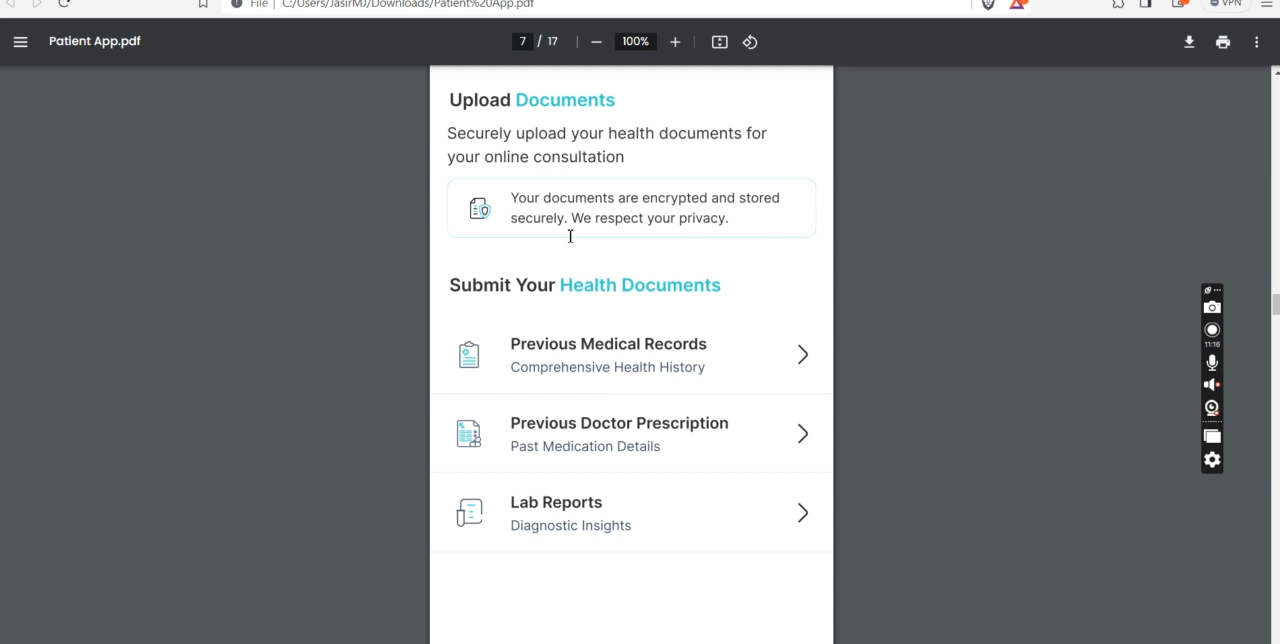 File
C:/Users/JasirMJ/Downloads/Patient%20App.pdf
VPN
Patient App.pdf
7 / 17
100%
Upload Documents
Securely upload your health documents for
your online consultation
Your documents are encrypted and stored
securely. We respect your privacy.
Submit Your Health Documents
Previous Medical Records
Comprehensive Health History
Previous Doctor Prescription
Past Medication Details
Lab Reports
Diagnostic Insights
11:16